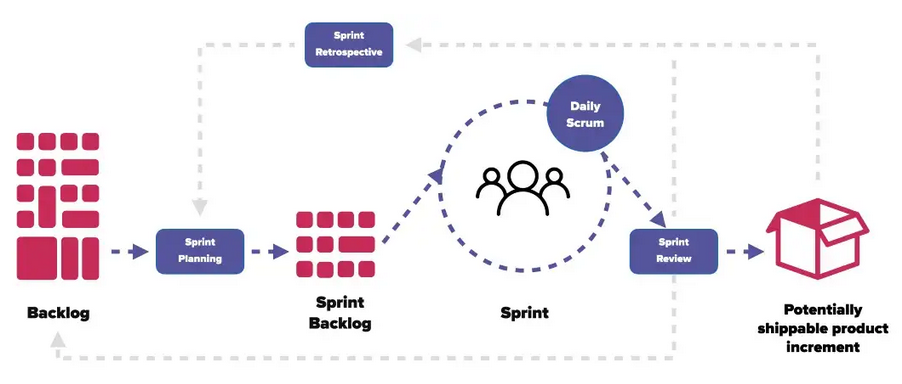 Sprint
Retrospective
Daily
Scrum
Sprint
Planning
Sprint
Review
Backlog
Sprint
Backlog
Sprint
Potentially
shippable product
increment